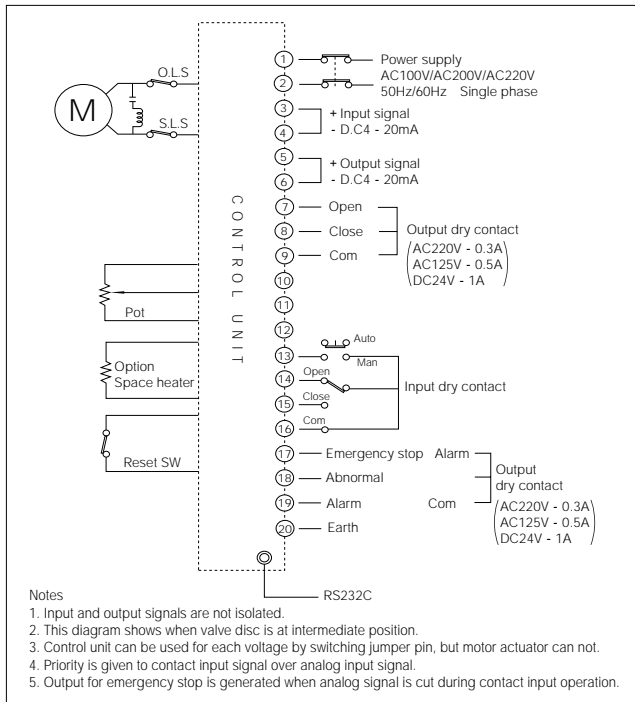 O.L.S
M
S.L.S
CONTROL UNIT
Pot
Option
Space heater
Reset SW
1 Power supply
AC100V/AC200V/AC220V
2 50Hz/60Hz Single phase
3 + Input signal
4 - D.C4 - 20mA
5 + Output signal
6 - D.C4 - 20mA
7 Open
8 Close Output dry contact
9 Com (AC220V - 0.3A
AC125V - 0.5A
DC24V - 1A)
10
11
12
Auto
13 Man
14 Open Input dry contact
15 Close
16 Com
17 Emergency stop Alarm
18 Abnormal Output
dry contact
19 Alarm Com (AC220V - 0.3A
AC125V - 0.5A
DC24V - 1A)
20 Earth
RS232C
Notes
1. Input and output signals are not isolated.
2. This diagram shows when valve disc is at intermediate position.
3. Control unit can be used for each voltage by switching jumper pin, but motor actuator can not.
4. Priority is given to contact input signal over analog input signal.
5. Output for emergency stop is generated when analog signal is cut during contact input operation.